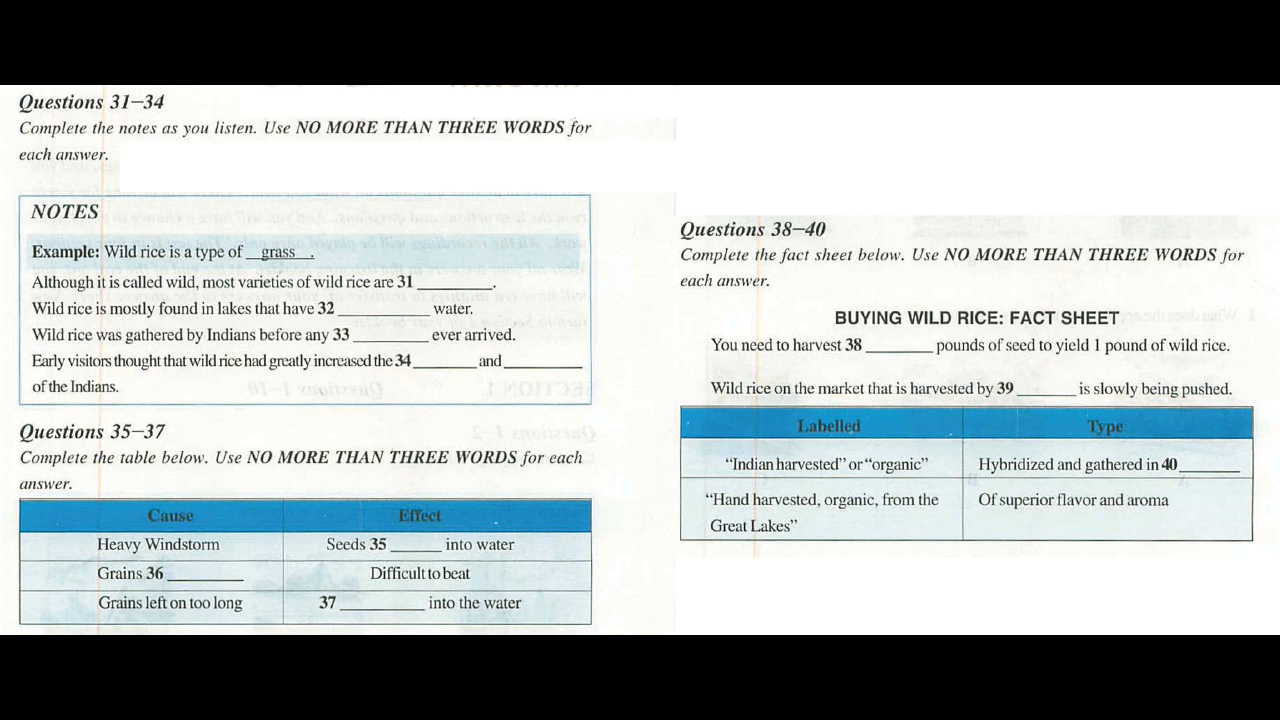 Questions 31–34
Complete the notes as you listen. Use NO MORE THAN THREE WORDS for
each answer.
NOTES
Example: Wild rice is a type of __grass__.
Although it is called wild, most varieties of wild rice are 31 __________.
Wild rice is mostly found in lakes that have 32 __________ water.
Wild rice was gathered by Indians before any 33 __________ ever arrived.
Early visitors thought that wild rice had greatly increased the 34 ________ and __________
of the Indians.
Questions 35–37
Complete the table below. Use NO MORE THAN THREE WORDS for each
answer.
Cause Effect
Heavy Windstorm Seeds 35 ______ into water
Grains 36 _________ Difficult to beat
Grains left on too long 37 __________ into the water
Questions 38–40
Complete the fact sheet below. Use NO MORE THAN THREE WORDS for
each answer.
BUYING WILD RICE: FACT SHEET
You need to harvest 38 ________ pounds of seed to yield 1 pound of wild rice.
Wild rice on the market that is harvested by 39 _______ is slowly being pushed.
Labelled Type
“Indian harvested” or “organic” Hybridized and gathered in 40 _______
“Hand harvested, organic, from the Of superior flavor and aroma
Great Lakes”